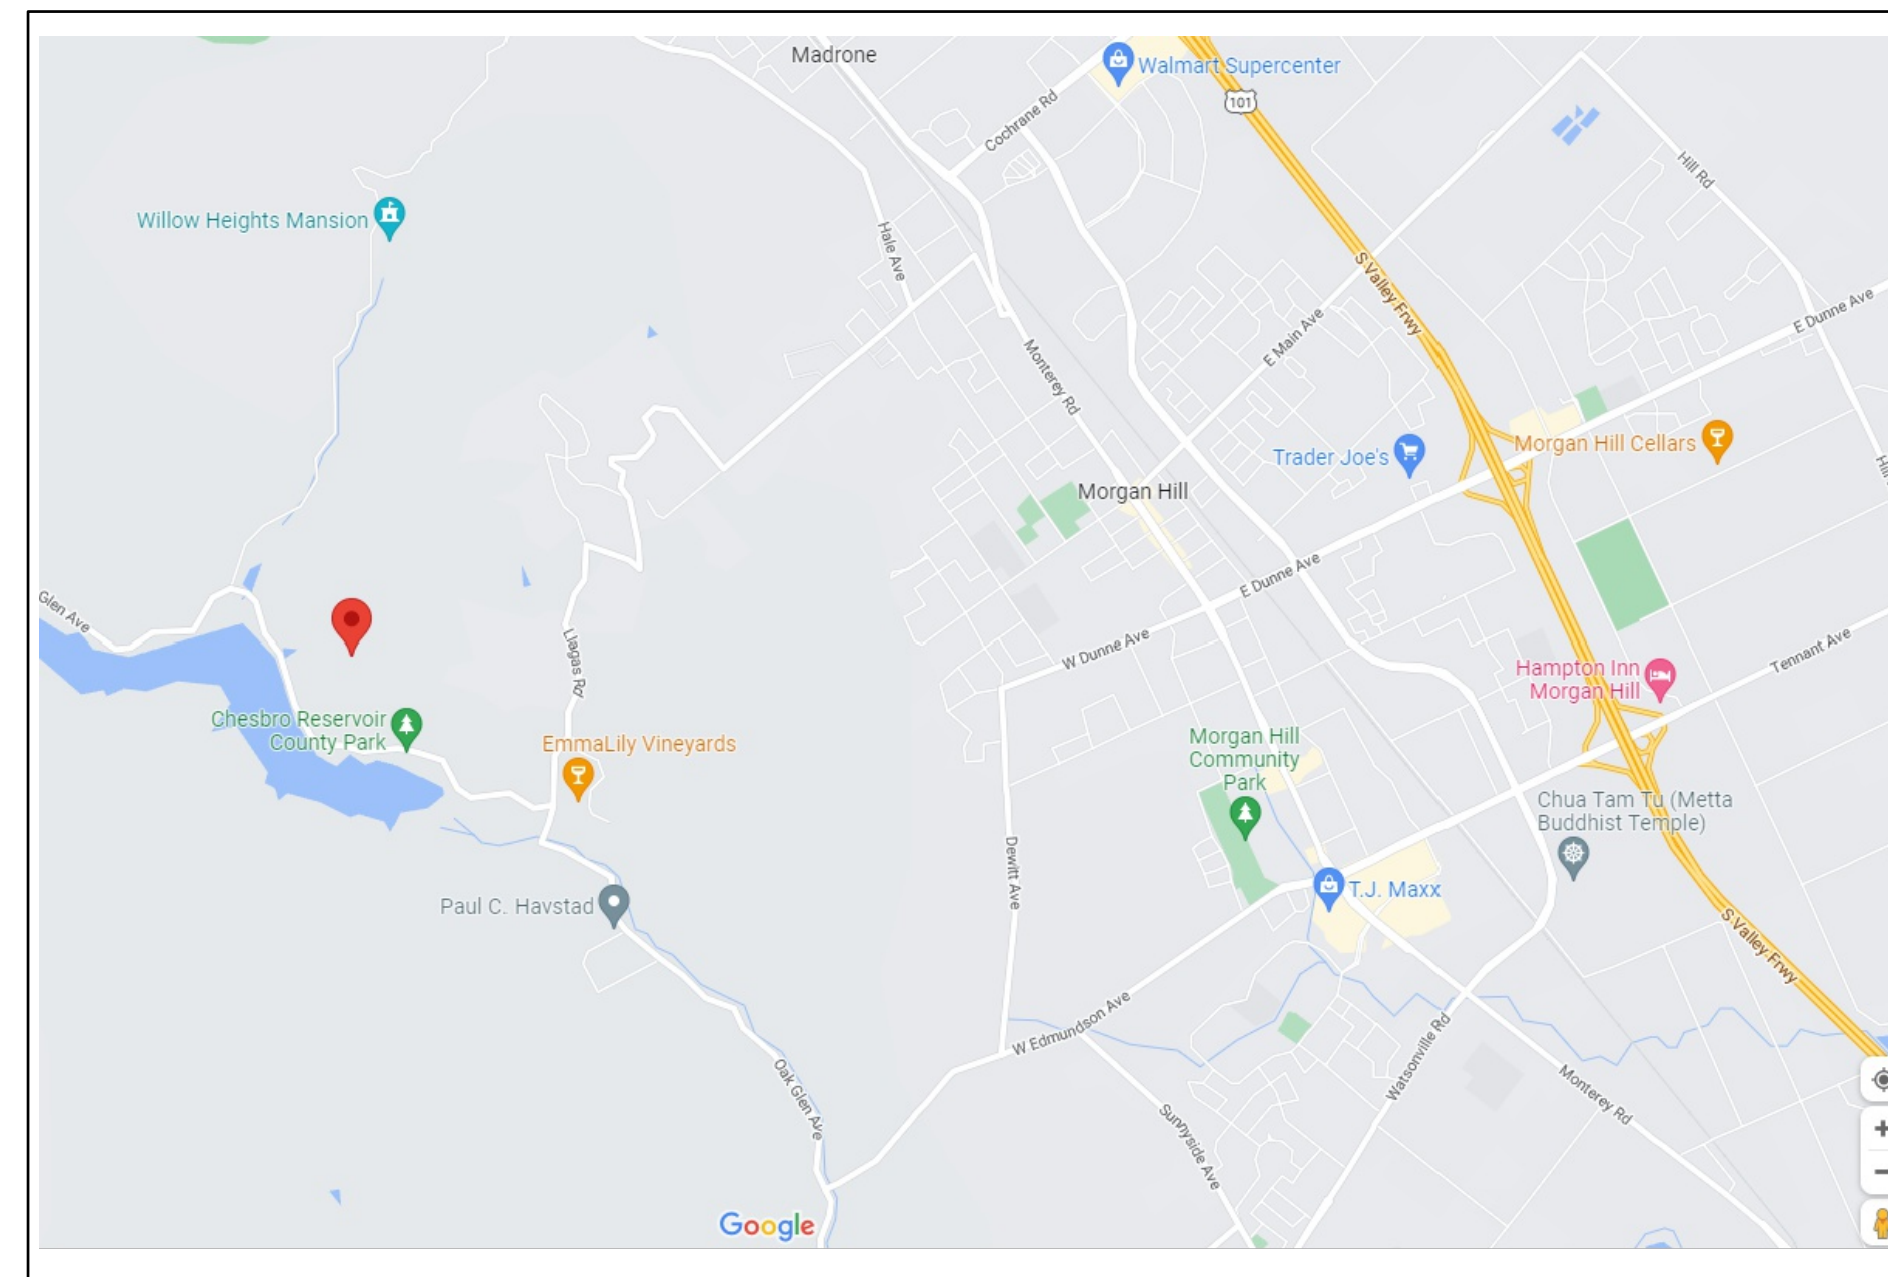 Madrone
Walmart Supercenter
101
Cochrane Rd
Hill Rd
Willow Heights Mansion
Hale Ave
S Valley Frwy
E Dunne Ave
E Main Ave
Monterey Rd
Trader Joe's
Morgan Hill Cellars
Morgan Hill
E Dunne Ave
Glen Ave
W Dunne Ave
Llagas Rd
Tennant Ave
Hampton Inn
Morgan Hill
Chesbro Reservoir
County Park
EmmaLily Vineyards
Morgan Hill
Community
Park
Chua Tam Tu (Metta
Buddhist Temple)
Dewitt Ave
T.J. Maxx
Paul C. Havstad
S Valley Frwy
W Edmundson Ave
Oak Glen Ave
Watsonville Rd
Monterey Rd
Sunnyside Ave
Google